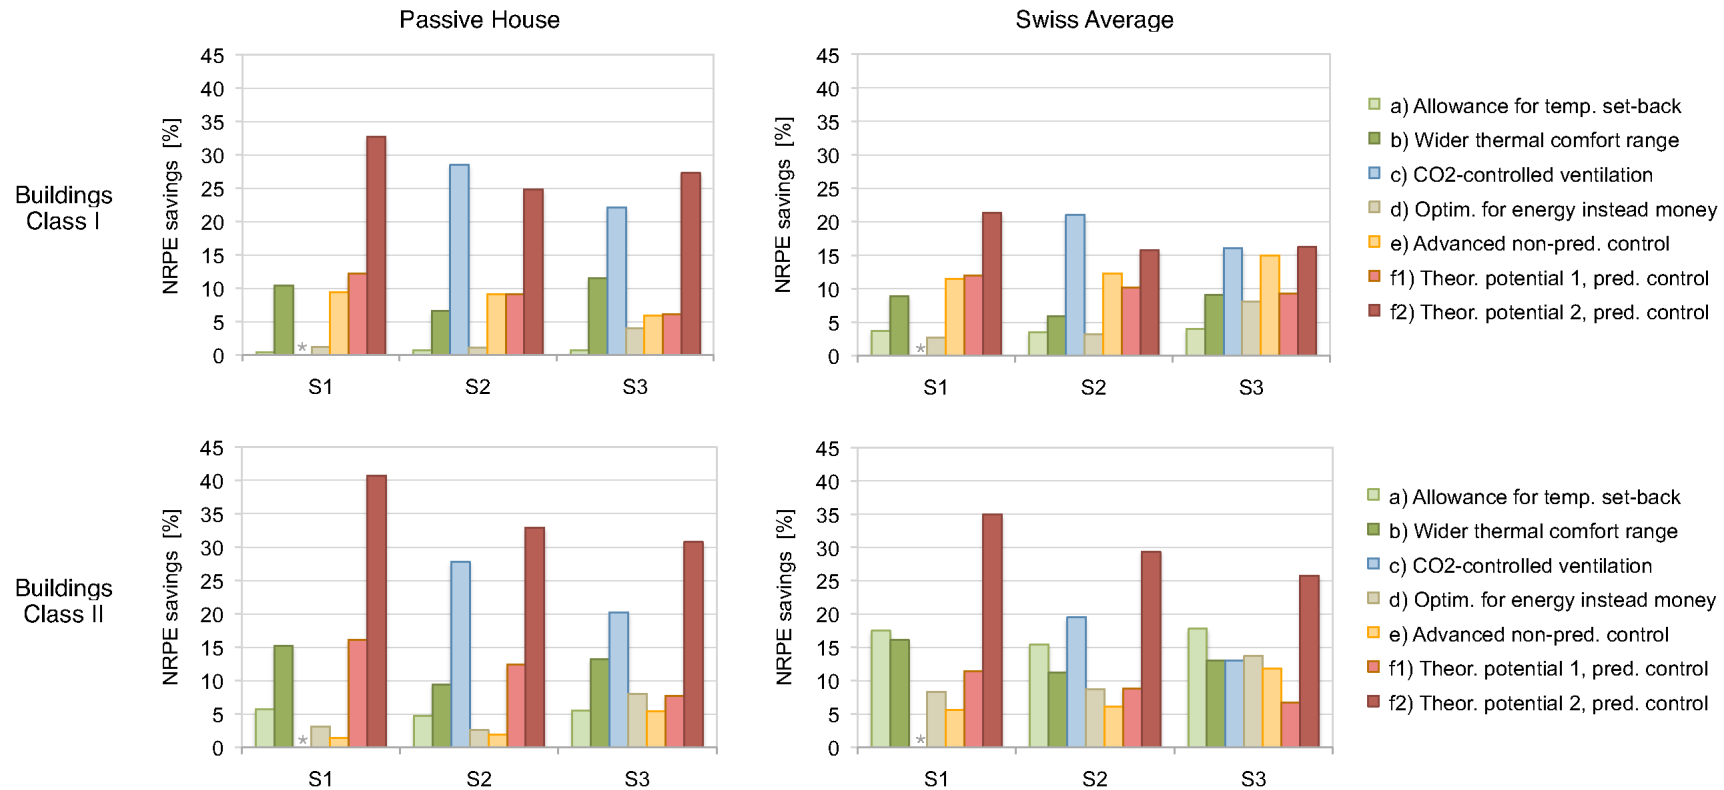 Passive House
Swiss Average
Buildings
Class I
NRPE savings [%]
45
40
35
30
25
20
15
10
5
0
*
S1 S2 S3
NRPE savings [%]
45
40
35
30
25
20
15
10
5
0
*
S1 S2 S3
a) Allowance for temp. set-back
b) Wider thermal comfort range
c) CO2-controlled ventilation
d) Optim. for energy instead money
e) Advanced non-pred. control
f1) Theor. potential 1, pred. control
f2) Theor. potential 2, pred. control
Buildings
Class II
NRPE savings [%]
45
40
35
30
25
20
15
10
5
0
*
S1 S2 S3
NRPE savings [%]
45
40
35
30
25
20
15
10
5
0
*
S1 S2 S3
a) Allowance for temp. set-back
b) Wider thermal comfort range
c) CO2-controlled ventilation
d) Optim. for energy instead money
e) Advanced non-pred. control
f1) Theor. potential 1, pred. control
f2) Theor. potential 2, pred. control